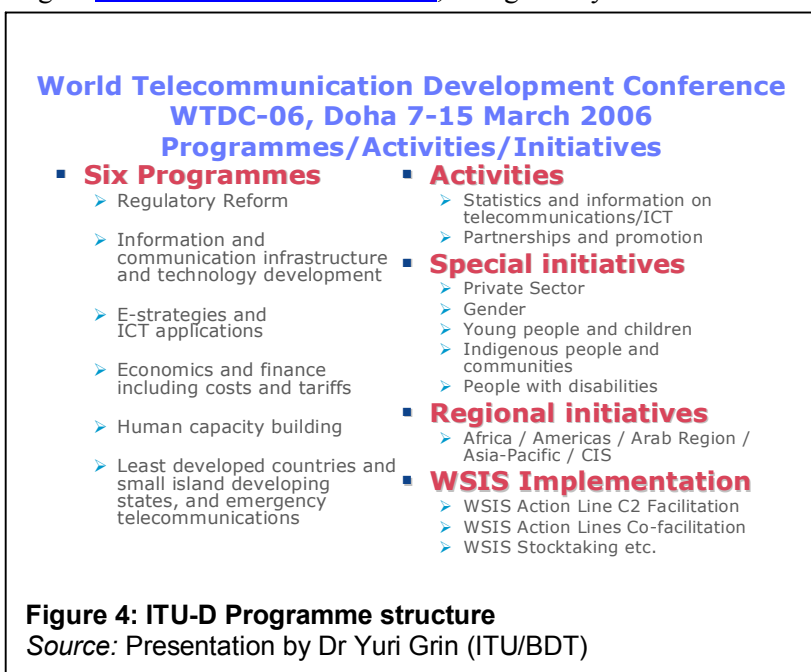 World Telecommunication Development Conference
WTDC-06, Doha 7-15 March 2006
Programmes/Activities/Initiatives
Six Programmes
Regulatory Reform
Information and
communication infrastructure
and technology development
E-strategies and
ICT applications
Economics and finance
including costs and tariffs
Human capacity building
Least developed countries and
small island developing
states, and emergency
telecommunications
Activities
Statistics and information on
telecommunications/ICT
Partnerships and promotion
Special initiatives
Private Sector
Gender
Young people and children
Indigenous people and
communities
People with disabilities
Regional initiatives
Africa / Americas / Arab Region /
Asia-Pacific / CIS
WSIS Implementation
WSIS Action Line C2 Facilitation
WSIS Action Lines Co-facilitation
WSIS Stocktaking etc.
Figure 4: ITU-D Programme structure
Source: Presentation by Dr Yuri Grin (ITU/BDT)